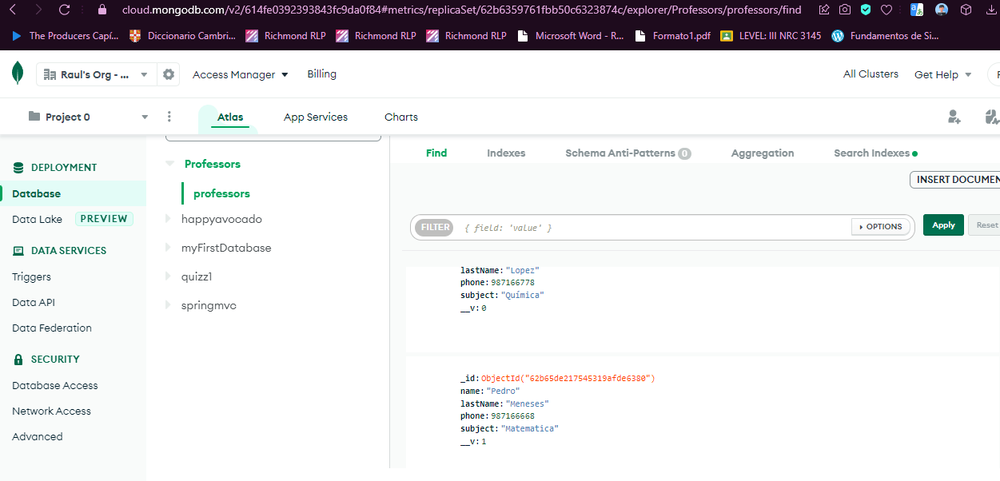 cloud.mongodb.com/v2/614fe0392393843fc9da0f84#metrics/replicaSet/62b6359761fbb50c6323874c/explorer/Professors/professors/find
The Producers Capí... Diccionario Cambri... Richmond RLP Richmond RLP Richmond RLP Microsoft Word - R... Formato1.pdf LEVEL: III NRC 3145 Fundamentos de Si...
Raul's Org - ... Access Manager Billing All Clusters Get Help
Project 0 Atlas App Services Charts
Find Indexes Schema Anti-Patterns 0 Aggregation Search Indexes
DEPLOYMENT
Database
Data Lake PREVIEW
DATA SERVICES
Triggers
Data API
Data Federation
SECURITY
Database Access
Network Access
Advanced
Professors
professors
happyavocado
myFirstDatabase
quizz1
springmvc
INSERT DOCUMEN
FILTER { field: 'value' } OPTIONS Apply Reset
lastName: "Lopez"
phone: 987166778
subject: "Química"
__v: 0
_id: ObjectId("62b65de217545319afde6380")
name: "Pedro"
lastName: "Meneses"
phone: 987166668
subject: "Matematica"
__v: 1